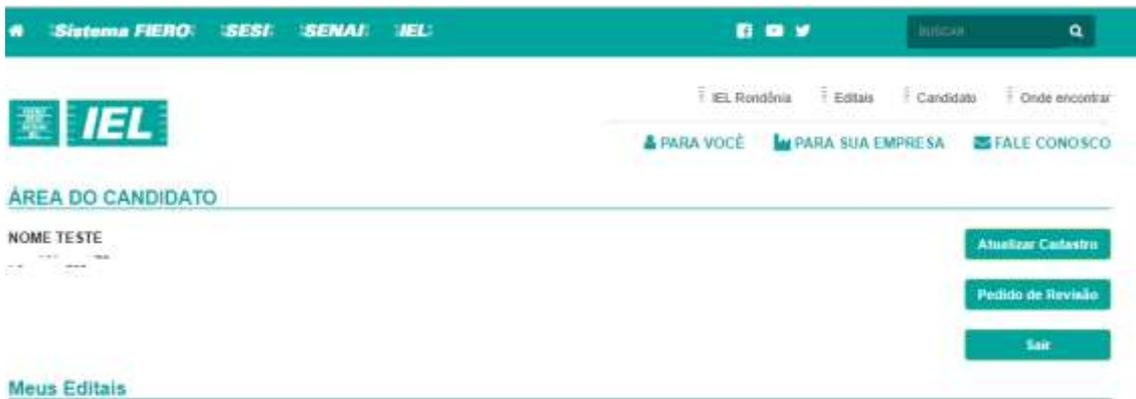 Sistema FIERO SESI SENAI IEL BUSCAR
IEL Rondônia Editais Candidato Onde encontrar
IEL
PARA VOCÊ PARA SUA EMPRESA FALE CONOSCO
ÁREA DO CANDIDATO
NOME TESTE
Atualizar Cadastro
Pedido de Revisão
Sair
Meus Editais